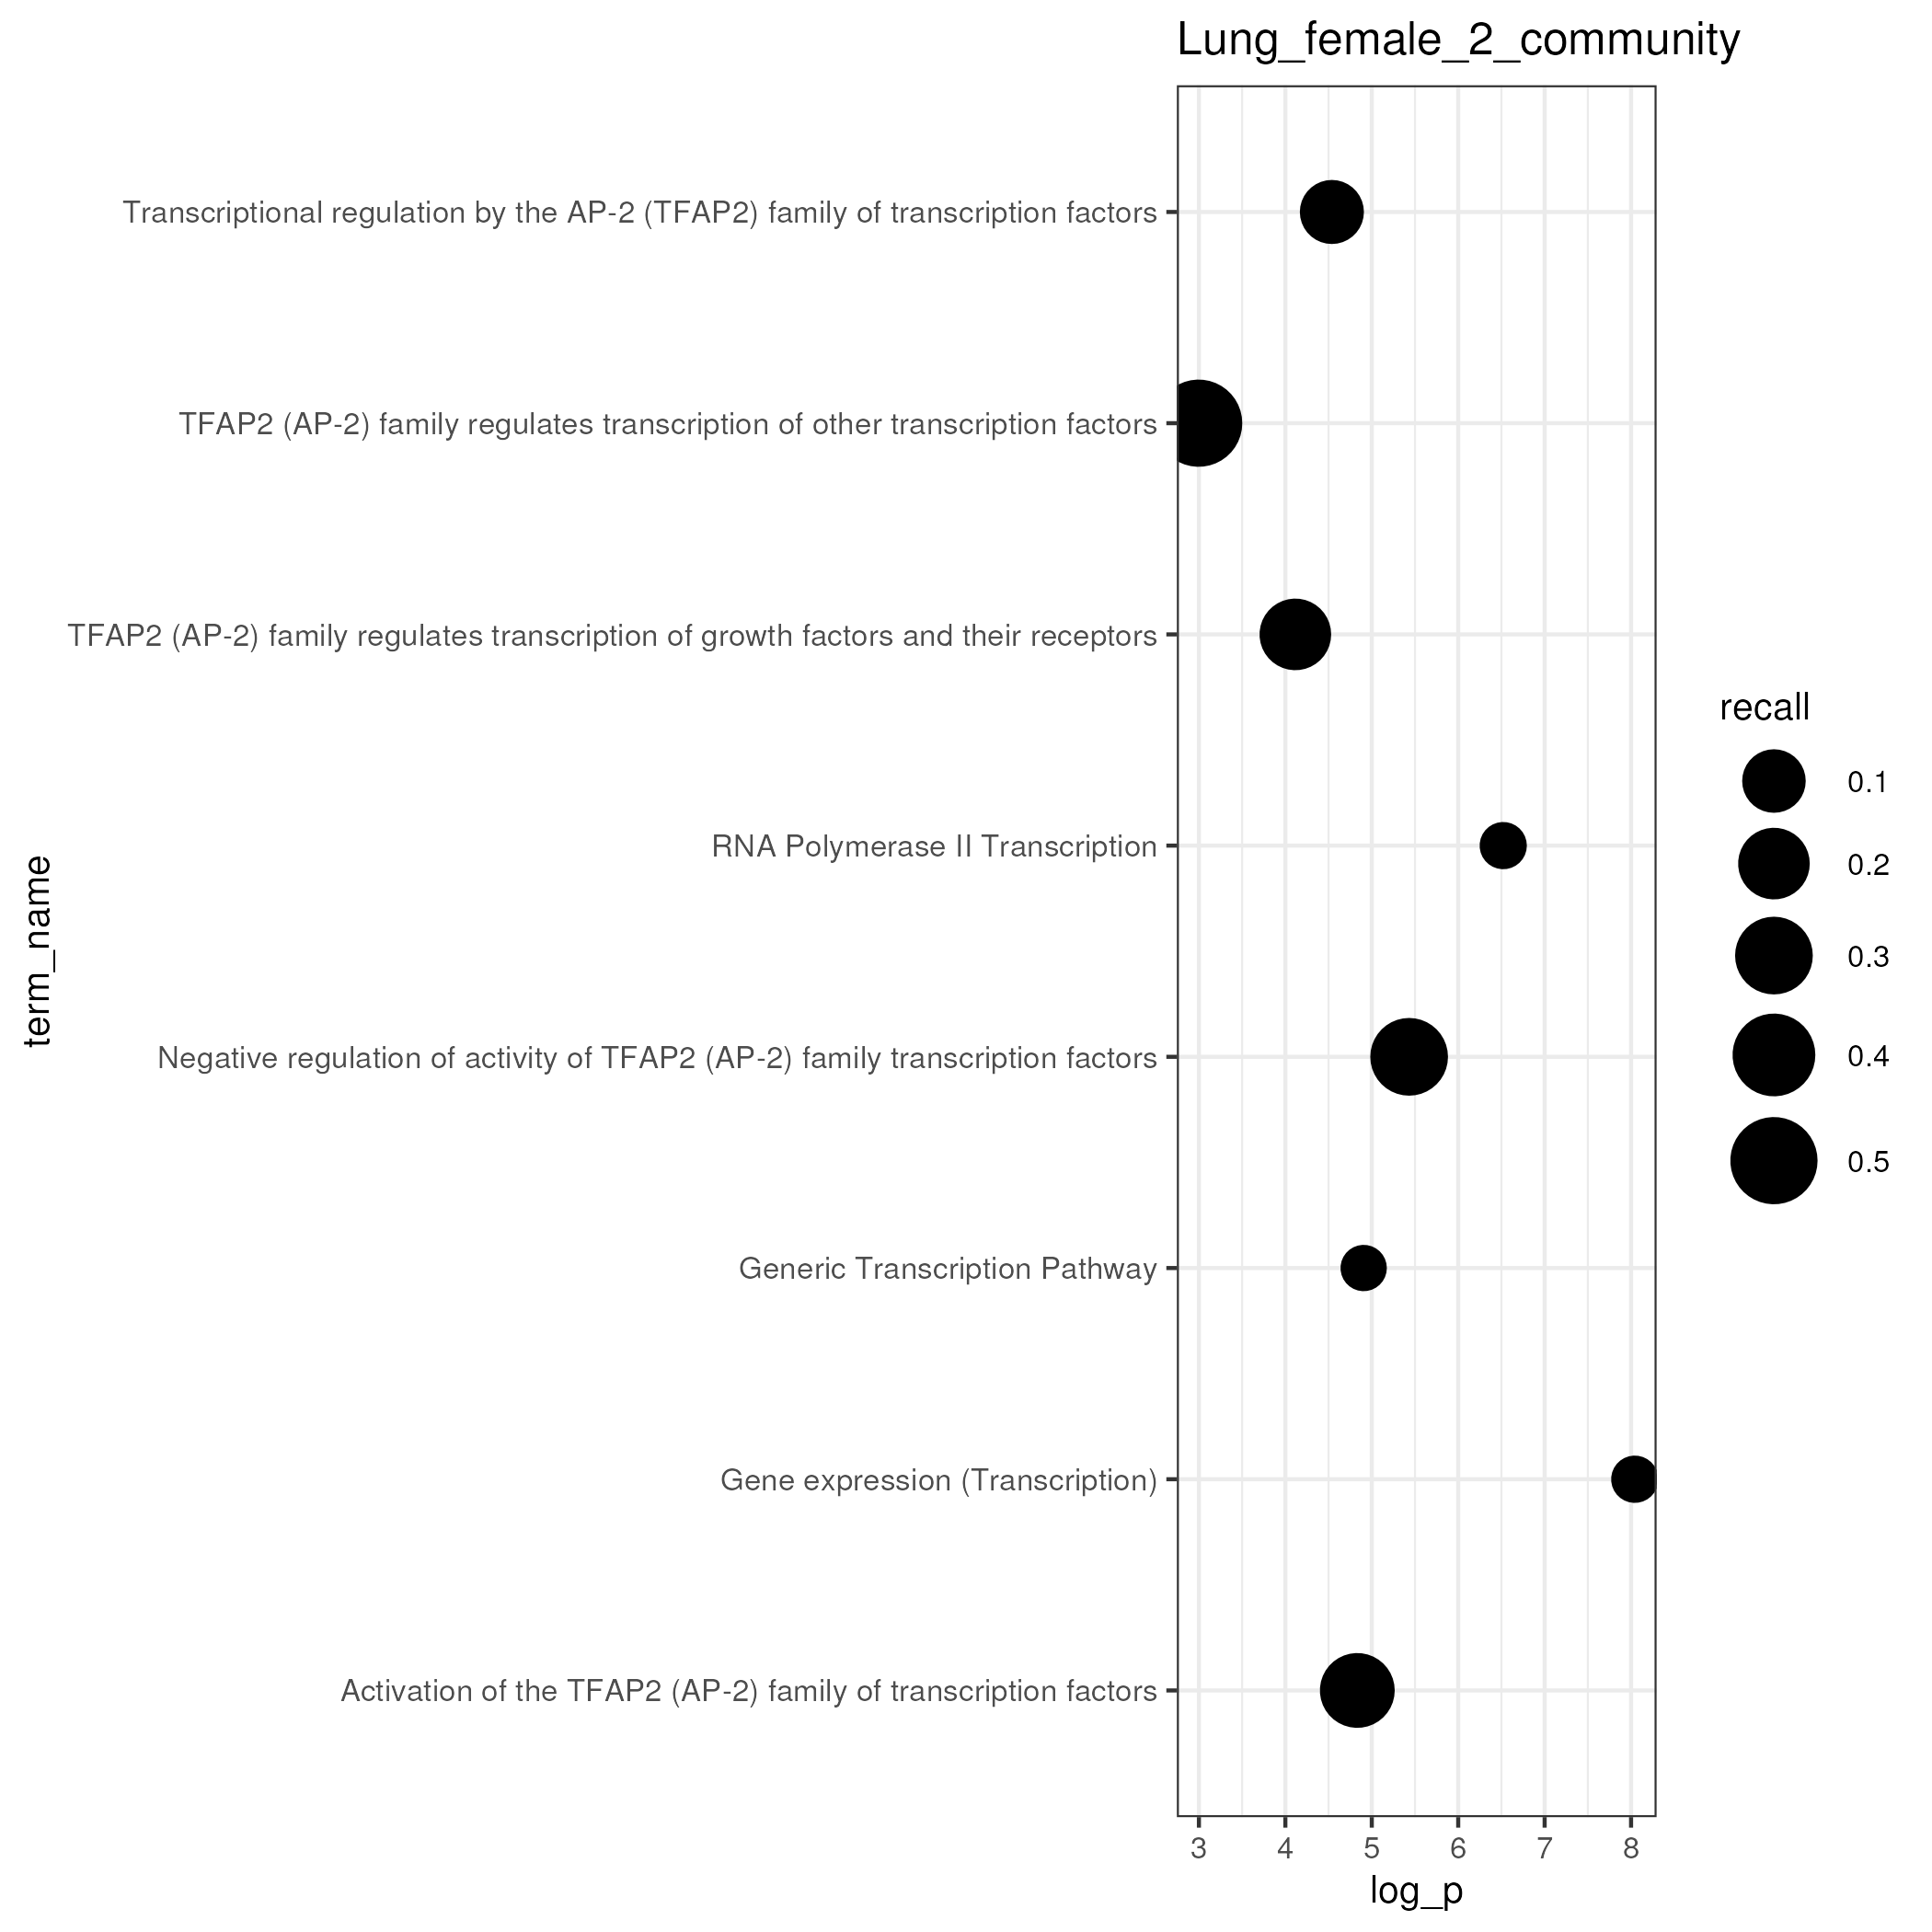 Lung_female_2_community
Transcriptional regulation by the AP-2 (TFAP2) family of transcription factors
TFAP2 (AP-2) family regulates transcription of other transcription factors
TFAP2 (AP-2) family regulates transcription of growth factors and their receptors
RNA Polymerase II Transcription
Negative regulation of activity of TFAP2 (AP-2) family transcription factors
Generic Transcription Pathway
Gene expression (Transcription)
Activation of the TFAP2 (AP-2) family of transcription factors
term_name
3 4 5 6 7 8
log_p
recall
0.1
0.2
0.3
0.4
0.5